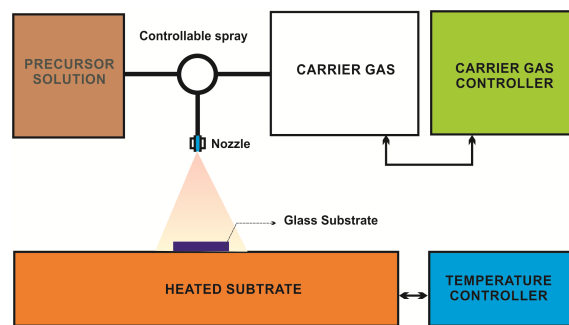 Controllable spray
PRECURSOR
SOLUTION
CARRIER GAS
CARRIER GAS
CONTROLLER
Nozzle
Glass Substrate
HEATED SUBTRATE
TEMPERATURE
CONTROLLER